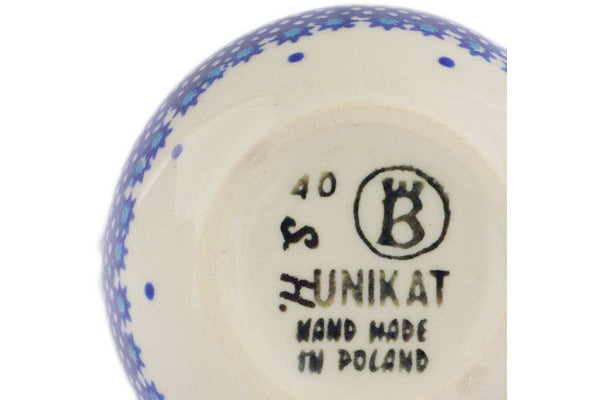 40
B
S.
H.
UNIKAT
HAND MADE
IN POLAND